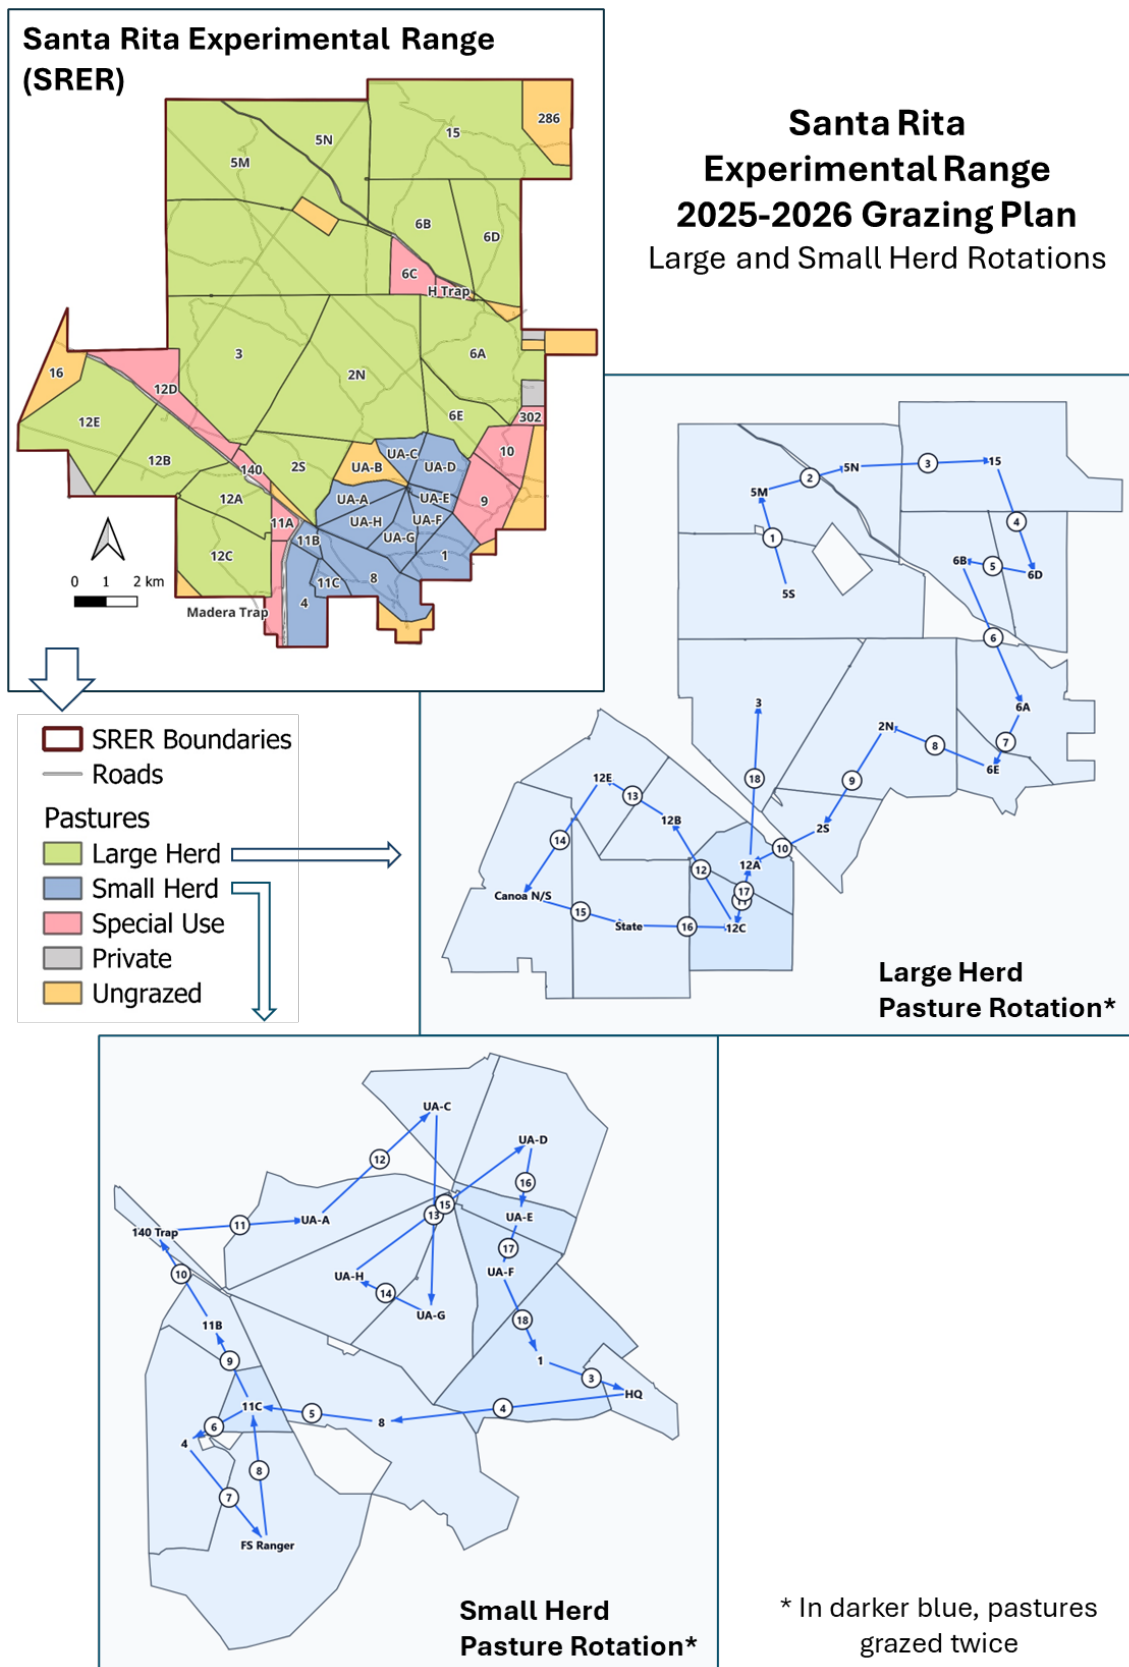 Santa Rita Experimental Range
(SRER)
286
15
5N
5M
6B
6D
6C
H Trap
3
2N
6A
16
12D
6E
302
12E
UA-C
10
12B
140
2S
UA-B
UA-D
12A
UA-A
UA-E
9
11A
UA-H
UA-F
11B
UA-G
12C
1
11C
8
4
0 1 2 km
Madera Trap
Santa Rita
Experimental Range
2025-2026 Grazing Plan
Large and Small Herd Rotations
SRER Boundaries
Roads
Pastures
Large Herd
Small Herd
Special Use
Private
Ungrazed
5N
3
15
2
5M
4
1
6B
5
6D
5S
6
3
6A
2N
7
8
6E
18
9
12E
13
12B
2S
14
10
12A
12
17
11
Canoa N/S
15
State
16
12C
Large Herd
Pasture Rotation*
UA-C
UA-D
12
16
15
13
UA-E
11
UA-A
140 Trap
17
UA-F
10
UA-H
14
UA-G
18
11B
9
1
3
HQ
11C
5
8
4
6
4
8
7
FS Ranger
Small Herd
Pasture Rotation*
* In darker blue, pastures
grazed twice